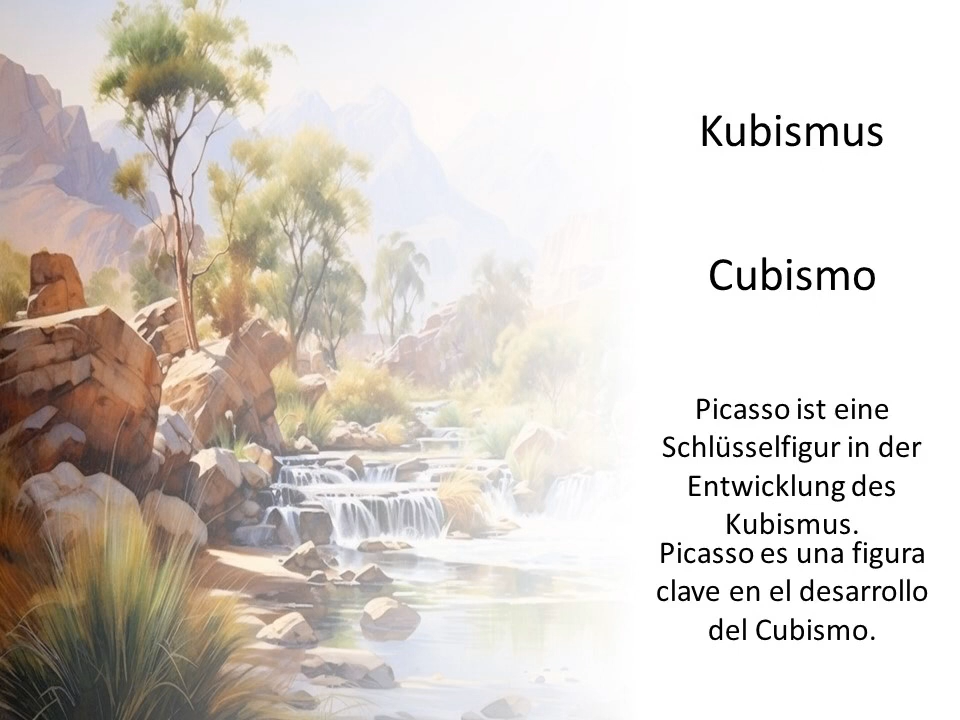 Kubismus
Cubismo
Picasso ist eine
Schlüsselfigur in der
Entwicklung des
Kubismus.
Picasso es una figura
clave en el desarrollo
del Cubismo.